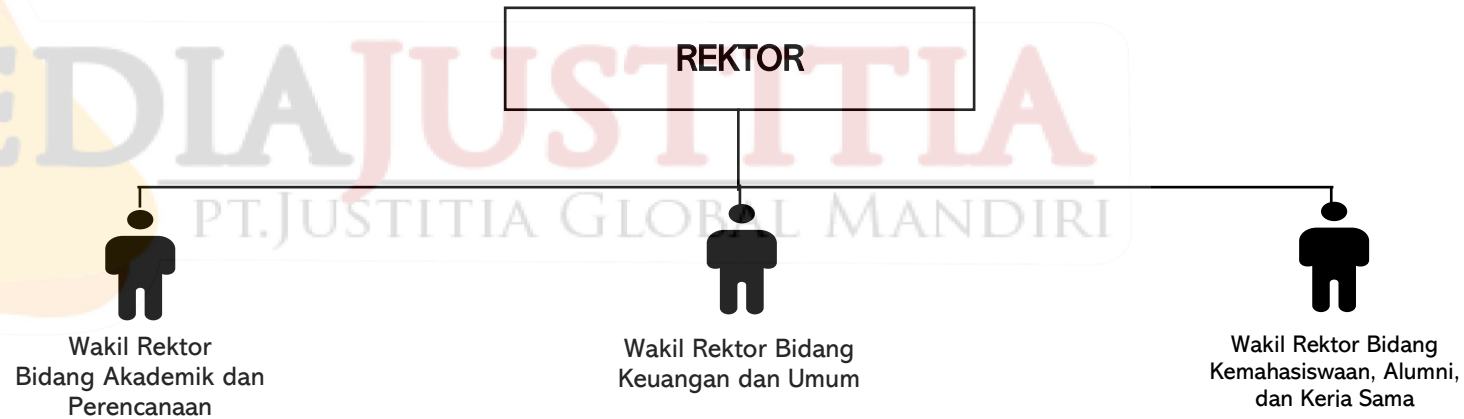 REKTOR
EDIAJUSTITIA
PT.JUSTITIA GLOBAL MANDIRI
Wakil Rektor
Bidang Akademik dan
Perencanaan
Wakil Rektor Bidang
Keuangan dan Umum
Wakil Rektor Bidang
Kemahasiswaan, Alumni,
dan Kerja Sama